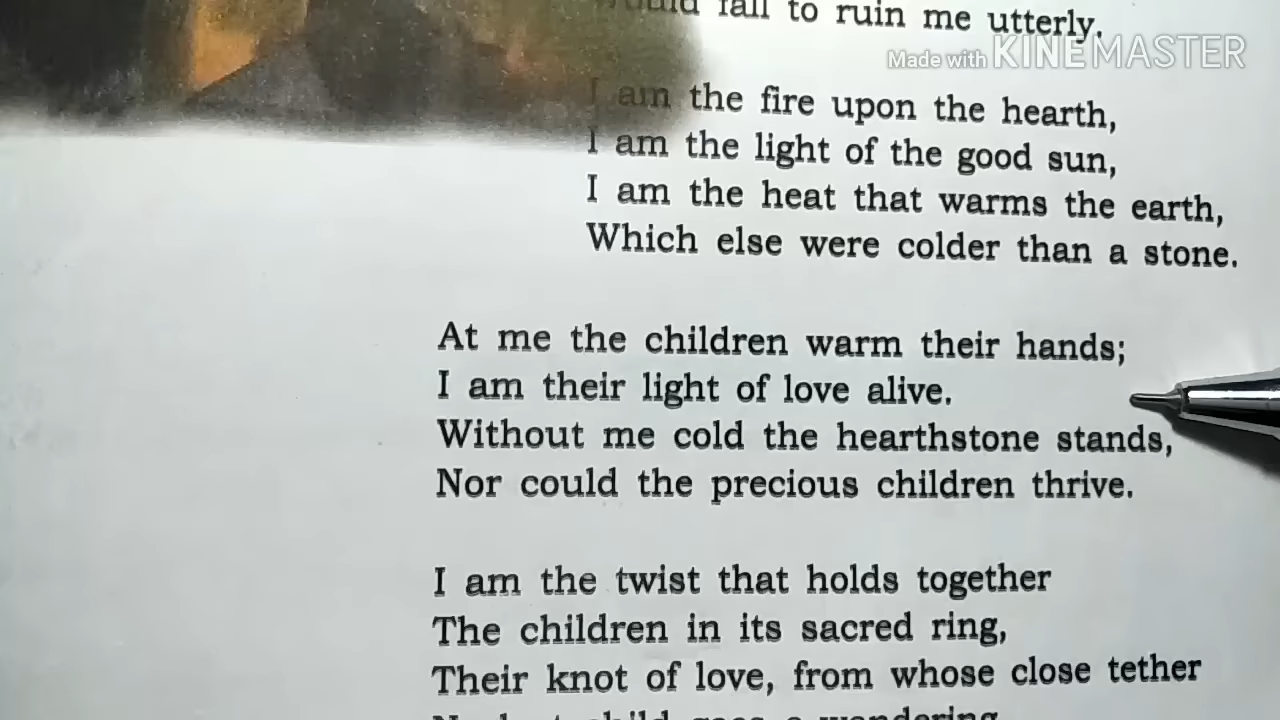 Would fall to ruin me utterly.
Made with KINEMASTER
I am the fire upon the hearth,
I am the light of the good sun,
I am the heat that warms the earth,
Which else were colder than a stone.
At me the children warm their hands;
I am their light of love alive.
Without me cold the hearthstone stands,
Nor could the precious children thrive.
I am the twist that holds together
The children in its sacred ring,
Their knot of love, from whose close tether
child goes a wandering